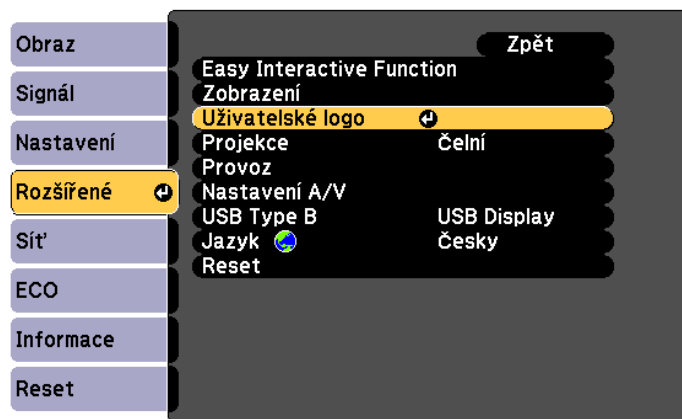 Obraz
Signál
Nastavení
Rozšířené
Síť
ECO
Informace
Reset
Zpět
Easy Interactive Function
Zobrazení
Uživatelské logo
Projekce Čelní
Provoz
Nastavení A/V
USB Type B USB Display
Jazyk Česky
Reset